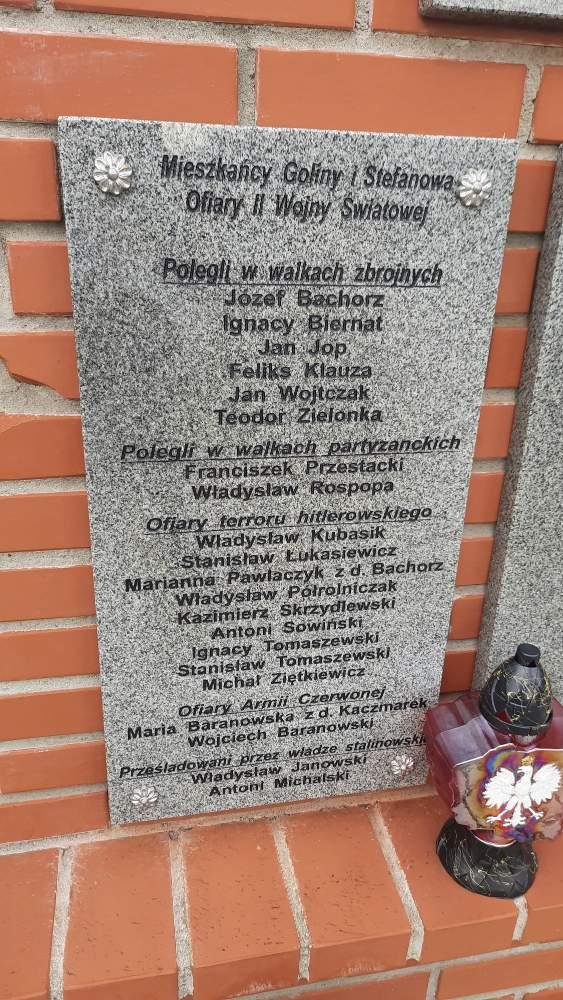 Mieszkańcy Goliny i Stefanowa
Ofiary II Wojny Światowej
Polegli w walkach zbrojnych
Józef Bachorz
Ignacy Biernat
Jan Jop
Feliks Klauza
Jan Wojtczak
Teodor Zielonka
Polegli w walkach partyzanckich
Franciszek Przestacki
Władysław Rospopa
Ofiary terroru hitlerowskiego
Władysław Kubasik
Stanisław Łukasiewicz
Marianna Pawlaczyk z d. Bachorz
Władysław Półrolniczak
Kazimierz Skrzydlewski
Antoni Sowiński
Ignacy Tomaszewski
Stanisław Tomaszewski
Michał Ziętkiewicz
Ofiary Armii Czerwonej
Maria Baranowska z d. Kaczmarek
Wojciech Baranowski
Prześladowani przez władze stalinowskie
Władysław Janowski
Antoni Michalski